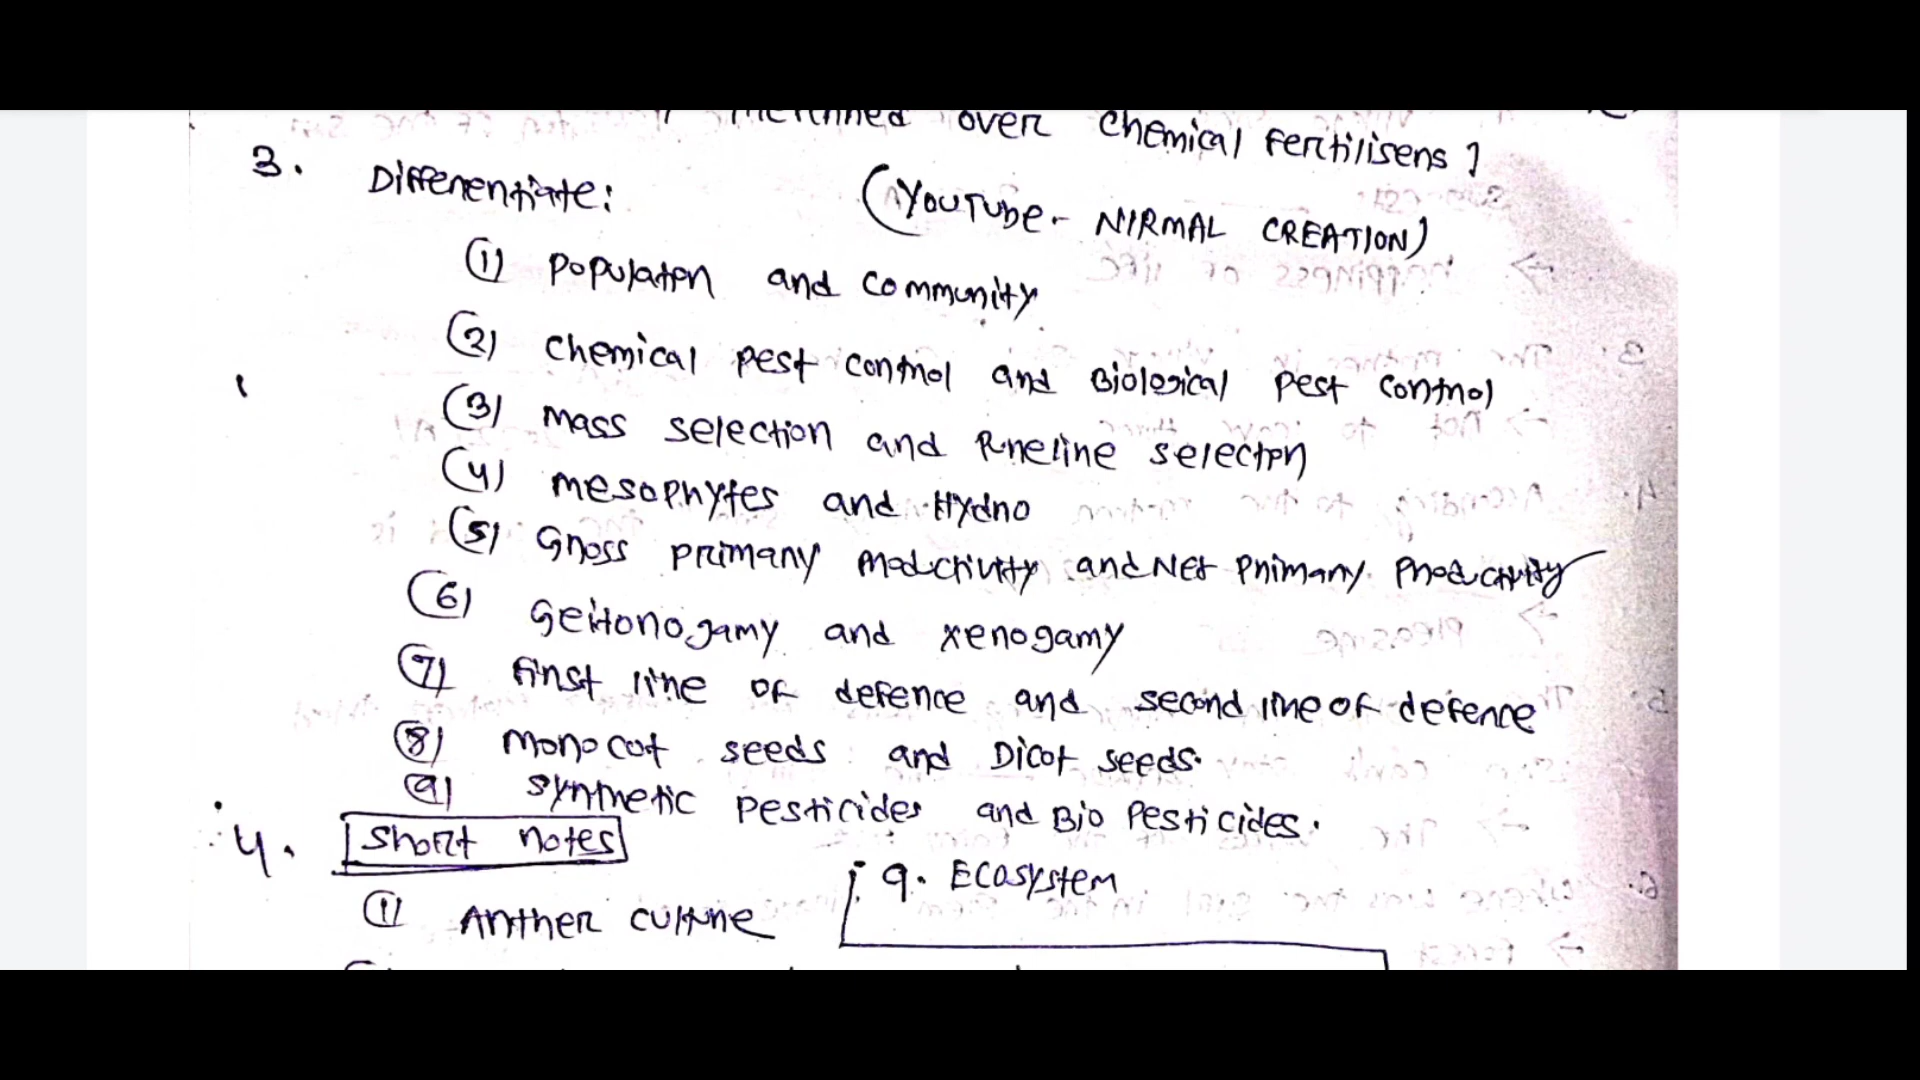 over chemical fertilisers ?
3. Differentiate:
(YouTube - NIRMAL CREATION)
(1) Population and community
(2) chemical pest control and Biological pest control
(3) mass selection and Pureline selection
(4) mesophytes and Hydro
(5) Gross primary productivity and Net primary productivity
(6) Geitonogamy and xenogamy
(7) first line of defence and second line of defence
(8) Monocot seeds and Dicot seeds.
(9) synthetic pesticides and Bio Pesticides.
4. Short notes
9. Ecosystem
(1) Anther culture